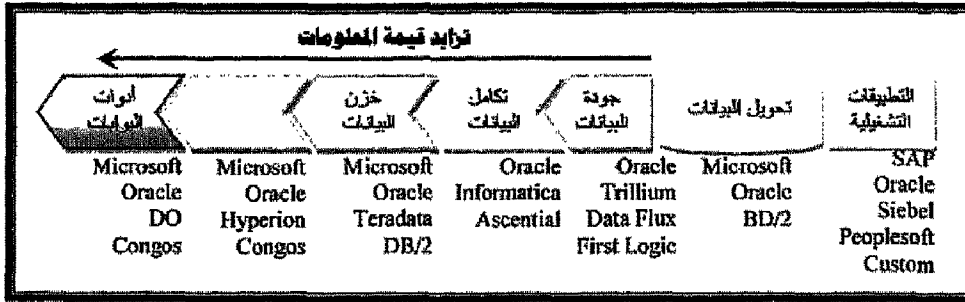 تزايد قيمة المعلومات
التطبيقات
التشغيلية
SAP
Oracle
Siebel
Peoplesoft
Custom
تحويل البيانات
Microsoft
Oracle
BD/2
جودة
البيانات
Oracle
Trillium
Data Flux
First Logic
تكامل
البيانات
Oracle
Informatica
Ascential
خزن
البيانات
Microsoft
Oracle
Teradata
DB/2
Microsoft
Oracle
Hyperion
Congos
أدوات
البوابات
Microsoft
Oracle
DO
Congos